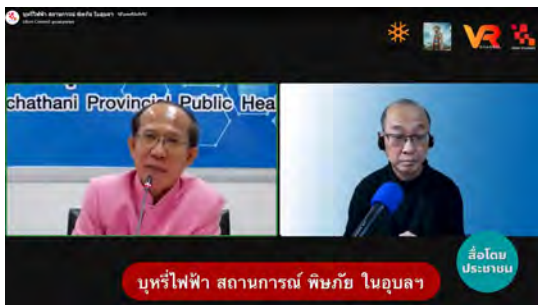 บุหรี่ไฟฟ้า สถานการณ์ พิษภัย ในอุบลฯ
chathani Provincial Public Hea
VR
บุหรี่ไฟฟ้า สถานการณ์ พิษภัย ในอุบลฯ
สื่อโดย
ประชาชน